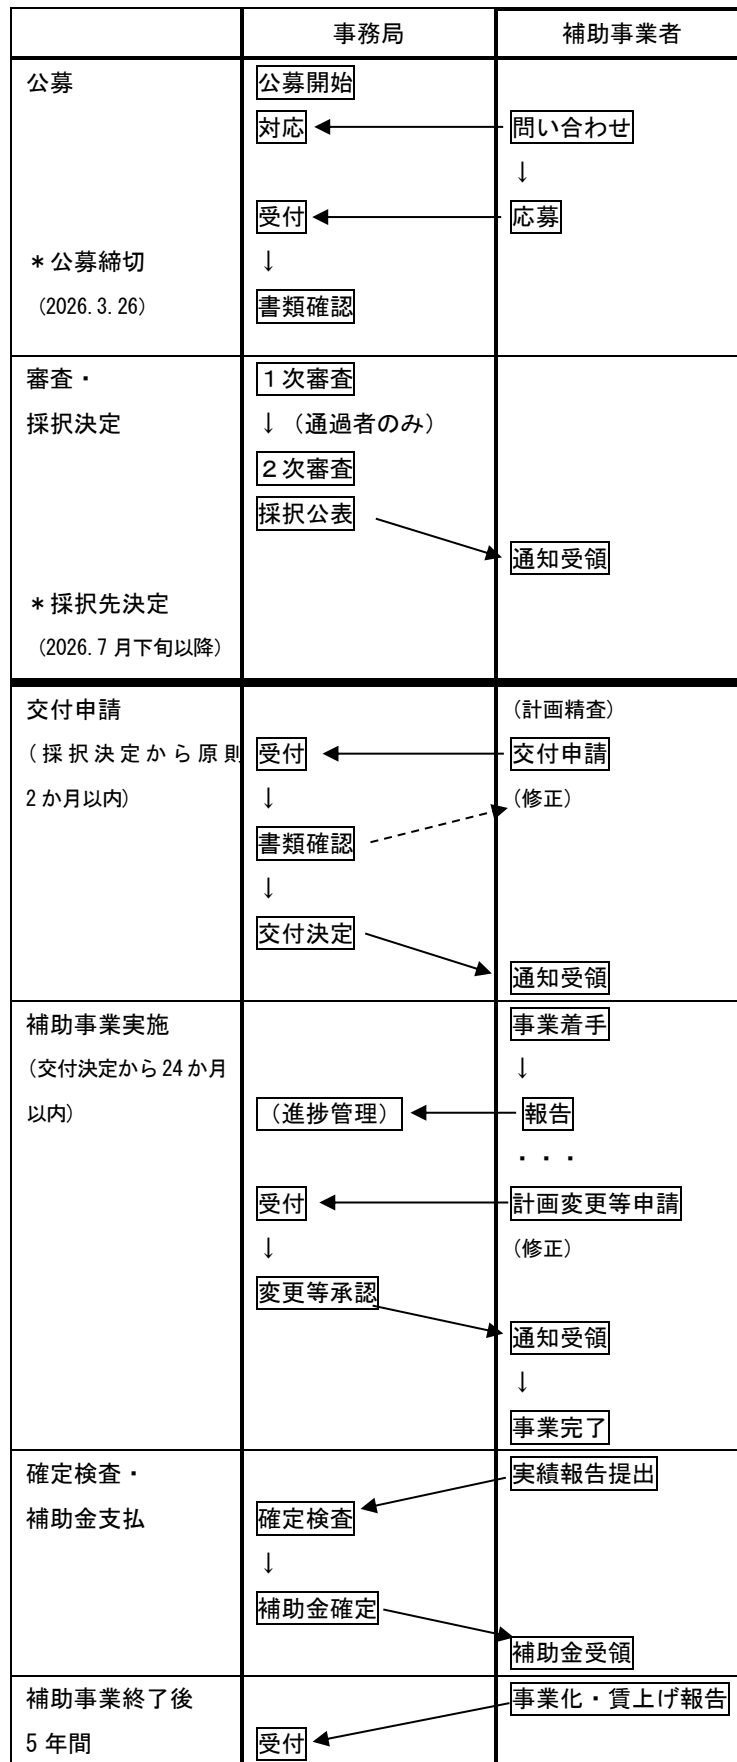 事務局 補助事業者
公募 公募開始
対応 問い合わせ
↓
受付 応募
＊公募締切 ↓
（2026.3.26） 書類確認
審査・ １次審査
採択決定 ↓（通過者のみ）
２次審査
採択公表
通知受領
＊採択先決定
（2026.7月下旬以降）
交付申請 （計画精査）
（採択決定から原則 受付 交付申請
2か月以内） ↓ （修正）
書類確認
↓
交付決定
通知受領
補助事業実施 事業着手
（交付決定から24か月 ↓
以内） （進捗管理） 報告
・・・
受付 計画変更等申請
↓ （修正）
変更等承認
通知受領
↓
事業完了
確定検査・ 実績報告提出
補助金支払 確定検査
↓
補助金確定
補助金受領
補助事業終了後 事業化・賃上げ報告
5年間 受付